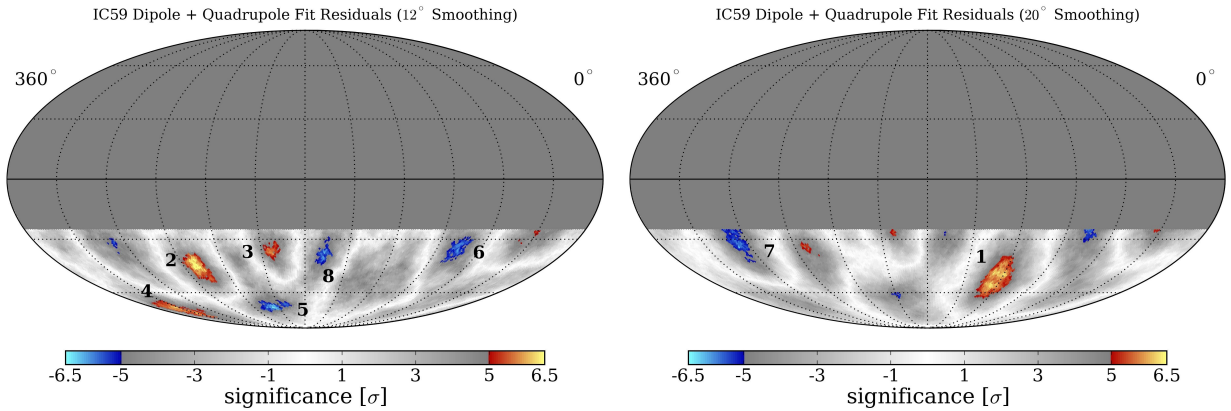 IC59 Dipole + Quadrupole Fit Residuals (12° Smoothing)
360°
0°
2
3
8
6
4
5
-6.5 -5 -3 -1 1 3 5 6.5
significance [σ]
IC59 Dipole + Quadrupole Fit Residuals (20° Smoothing)
360°
0°
7
1
-6.5 -5 -3 -1 1 3 5 6.5
significance [σ]